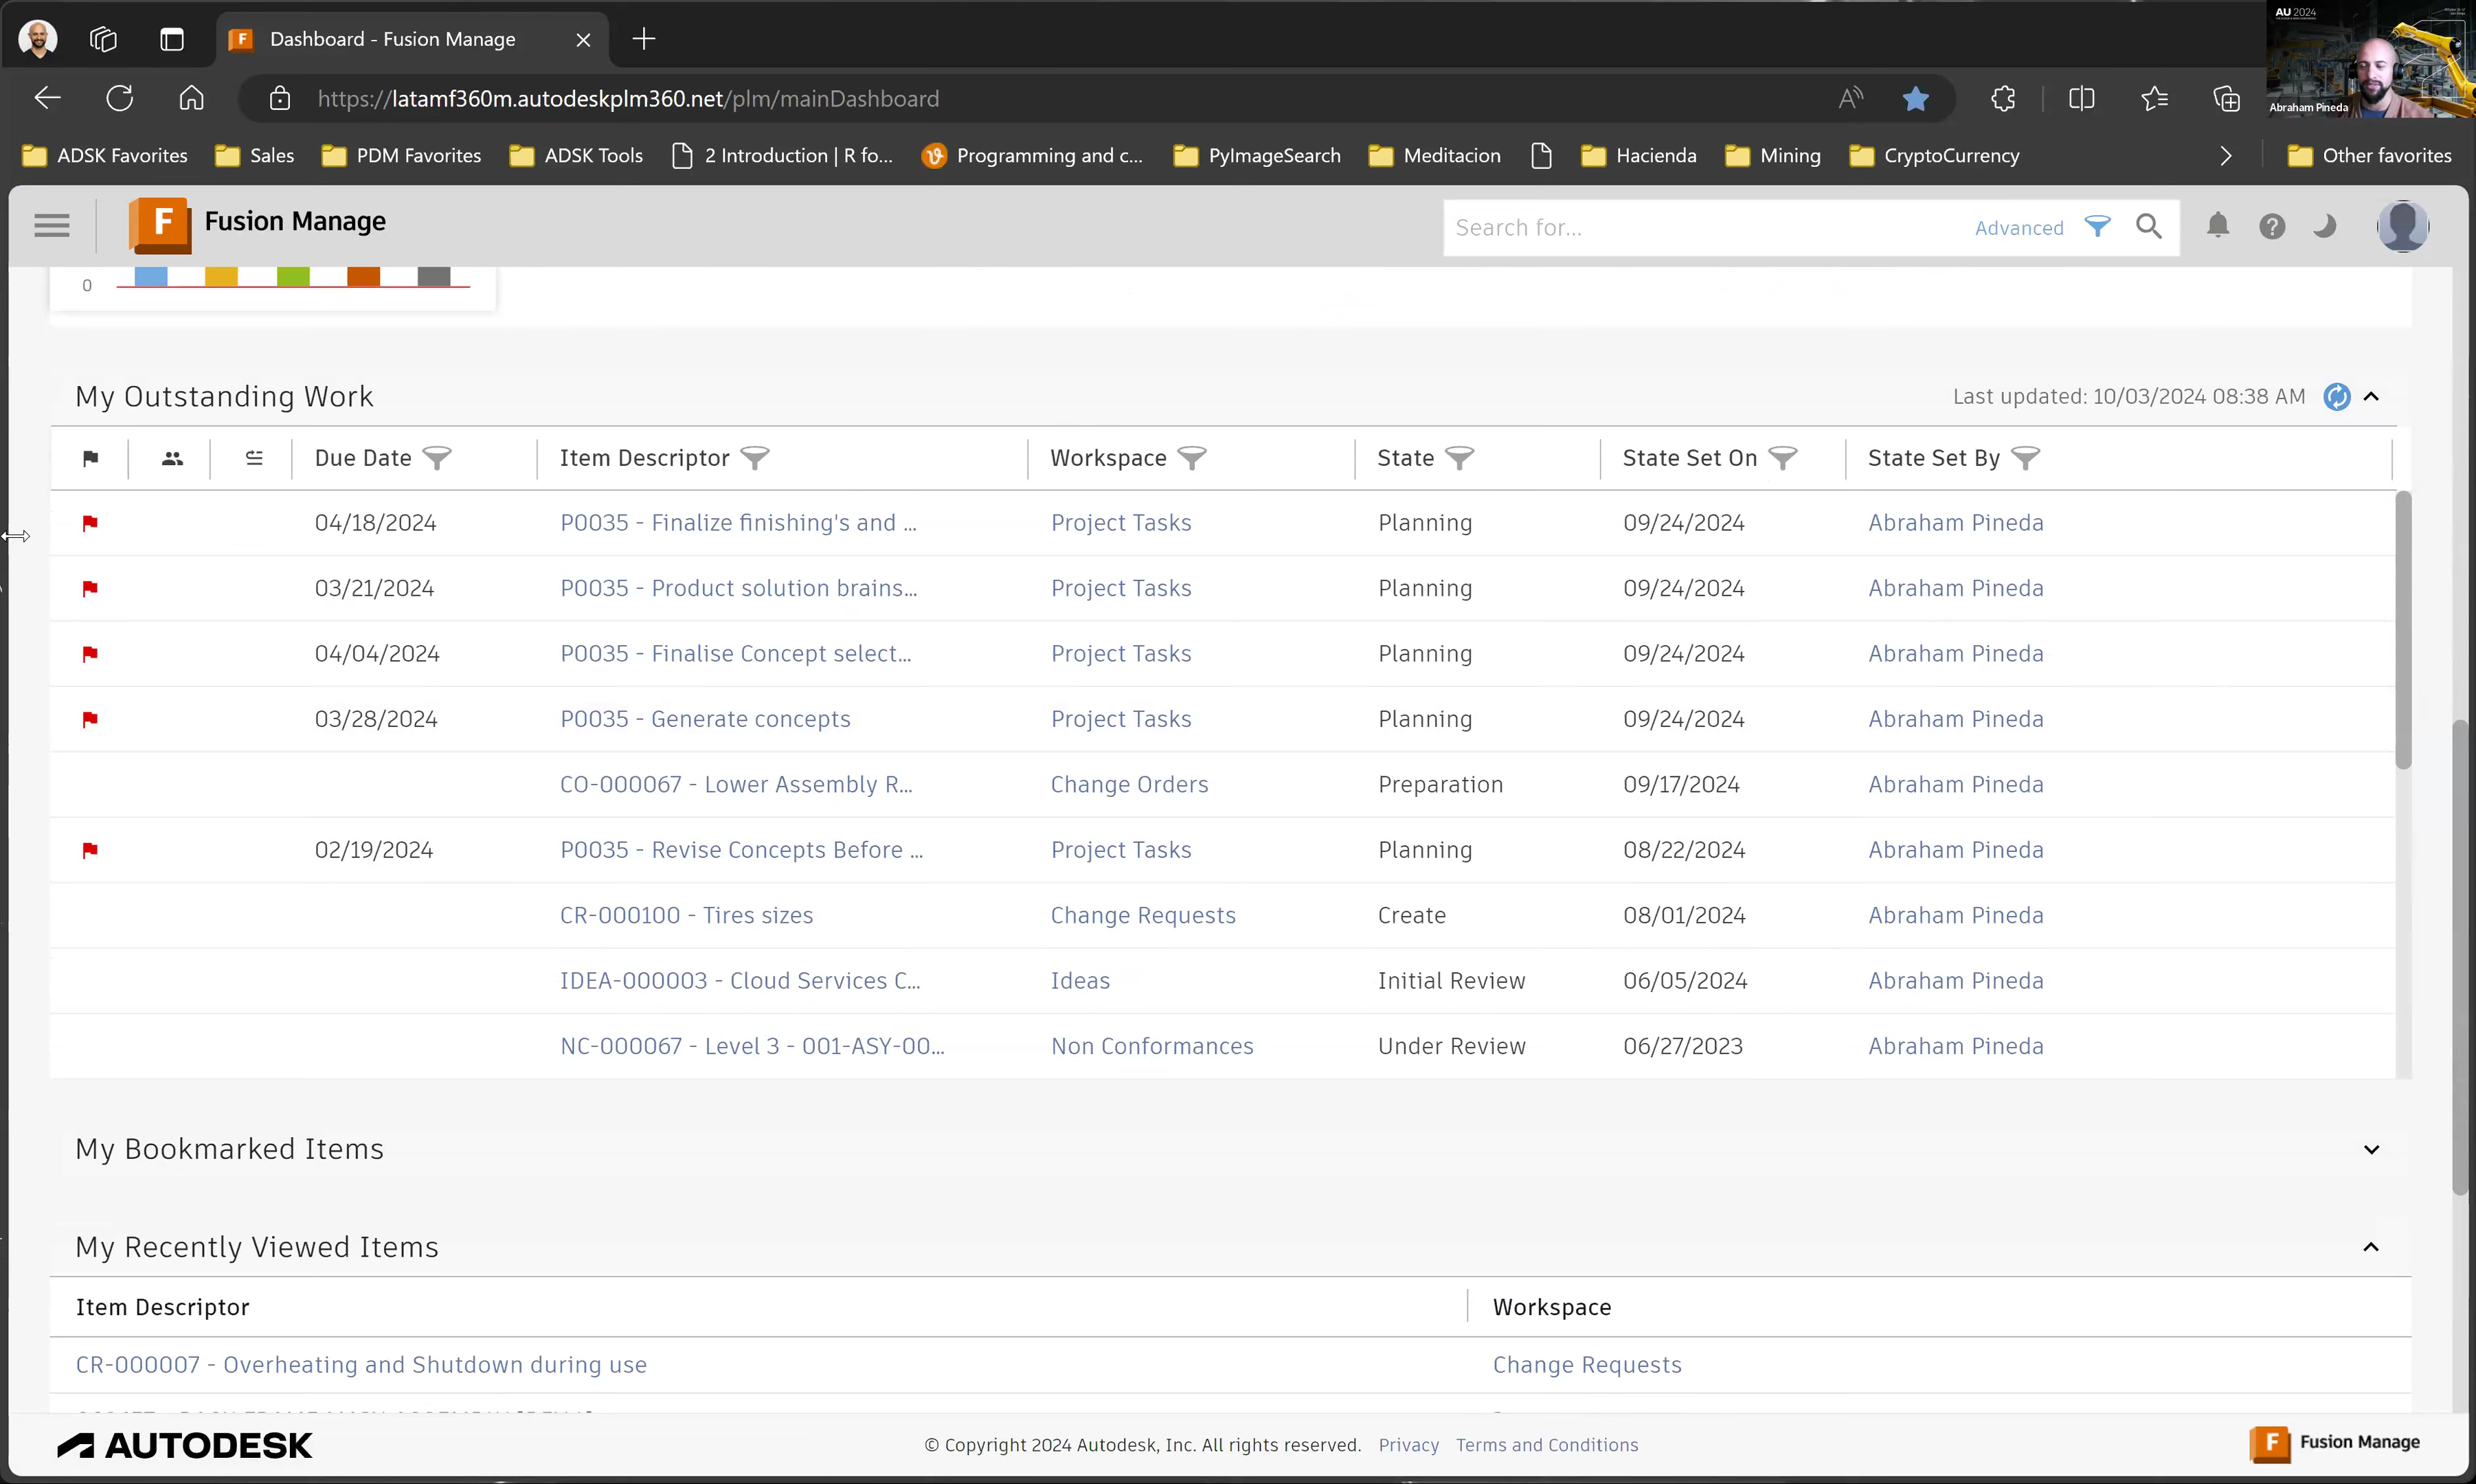 Dashboard - Fusion Manage
AU 2024
Abraham Pineda
https://latamf360m.autodeskplm360.net/plm/mainDashboard
ADSK Favorites Sales PDM Favorites ADSK Tools 2 Introduction | R fo... Programming and c... PyImageSearch Meditacion Hacienda Mining CryptoCurrency Other favorites
F Fusion Manage Search for... Advanced
0
My Outstanding Work Last updated: 10/03/2024 08:38 AM
Due Date Item Descriptor Workspace State State Set On State Set By
04/18/2024 P0035 - Finalize finishing's and ... Project Tasks Planning 09/24/2024 Abraham Pineda
03/21/2024 P0035 - Product solution brains... Project Tasks Planning 09/24/2024 Abraham Pineda
04/04/2024 P0035 - Finalise Concept select... Project Tasks Planning 09/24/2024 Abraham Pineda
03/28/2024 P0035 - Generate concepts Project Tasks Planning 09/24/2024 Abraham Pineda
CO-000067 - Lower Assembly R... Change Orders Preparation 09/17/2024 Abraham Pineda
02/19/2024 P0035 - Revise Concepts Before ... Project Tasks Planning 08/22/2024 Abraham Pineda
CR-000100 - Tires sizes Change Requests Create 08/01/2024 Abraham Pineda
IDEA-000003 - Cloud Services C... Ideas Initial Review 06/05/2024 Abraham Pineda
NC-000067 - Level 3 - 001-ASY-00... Non Conformances Under Review 06/27/2023 Abraham Pineda
My Bookmarked Items
My Recently Viewed Items
Item Descriptor Workspace
CR-000007 - Overheating and Shutdown during use Change Requests
AUTODESK © Copyright 2024 Autodesk, Inc. All rights reserved. Privacy Terms and Conditions F Fusion Manage